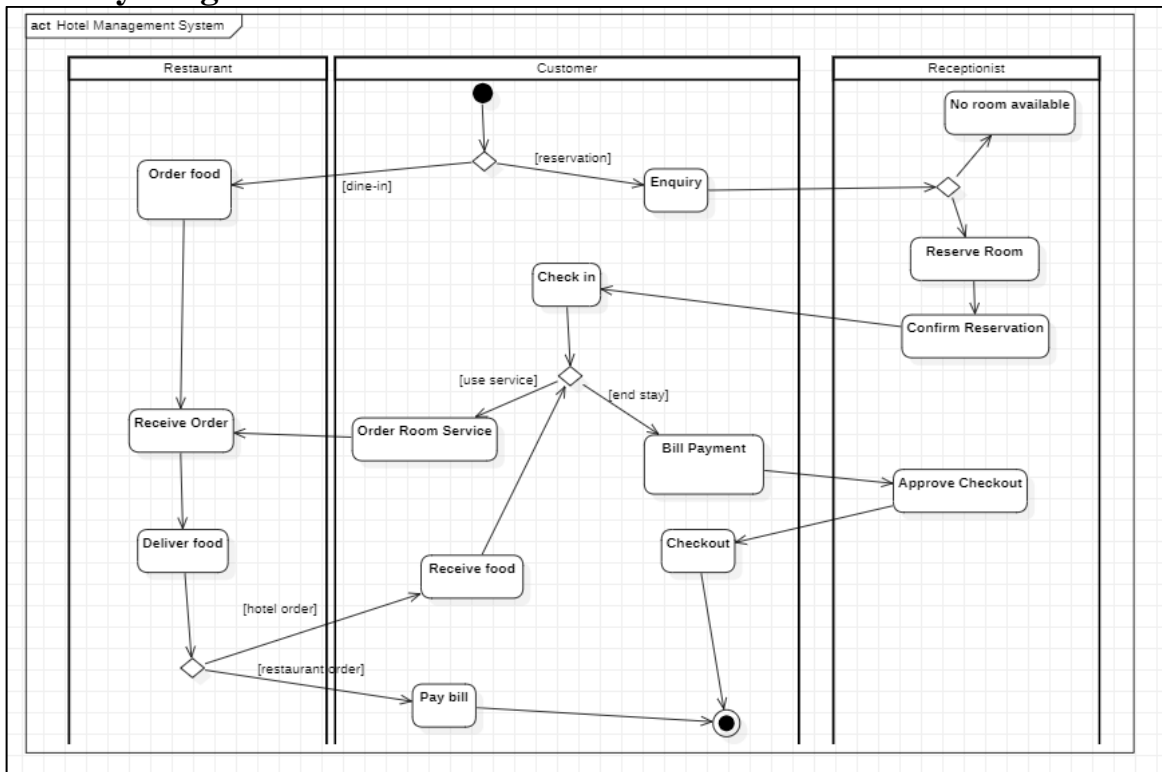 act Hotel Management System
Restaurant
Customer
Receptionist
No room available
[reservation]
Order food
[dine-in]
Enquiry
Reserve Room
Check in
Confirm Reservation
[use service]
[end stay]
Receive Order
Order Room Service
Bill Payment
Approve Checkout
Deliver food
Checkout
Receive food
[hotel order]
[restaurant order]
Pay bill